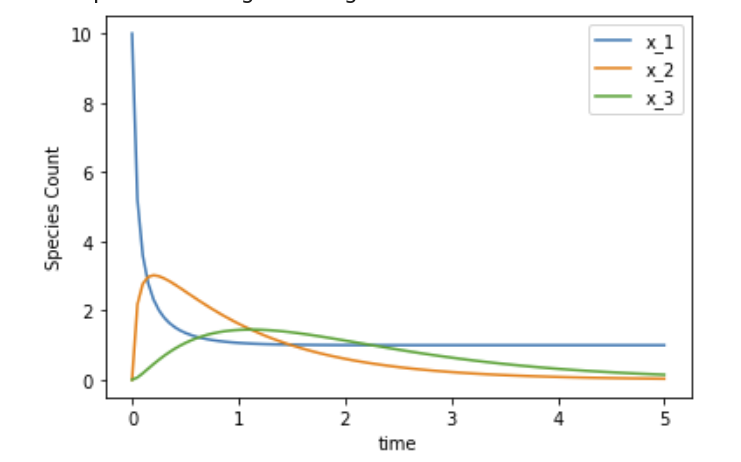 10
8
6
4
2
0
Species Count
x_1
x_2
x_3
0 1 2 3 4 5
time